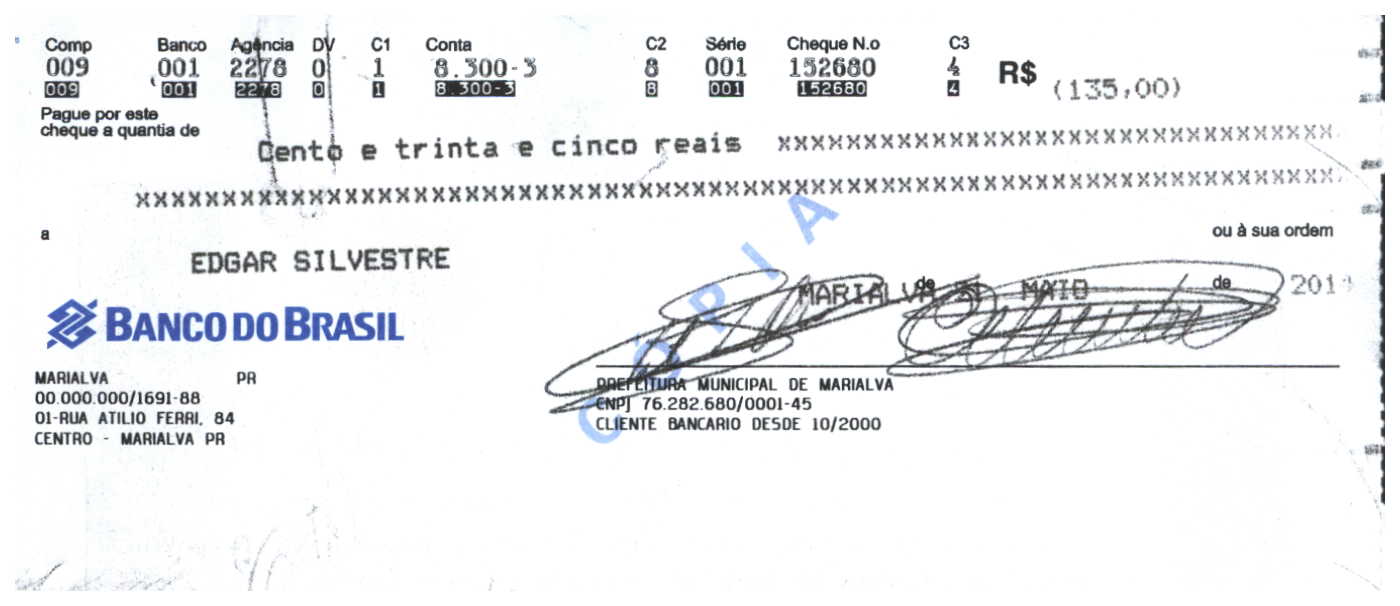 Comp Banco Agência DV C1 Conta C2 Série Cheque N.o C3
009 001 2278 0 1 8.300-3 8 001 152680 4 R$ (135,00)
009 001 2278 0 1 8.300-3 8 001 152680 4
Pague por este
cheque a quantia de
Cento e trinta e cinco reais XXXXXXXXXXXXXXXXXXXXXXXXXXXXXXXXX
XXXXXXXXXXXXXXXXXXXXXXXXXXXXXXXXXXXXXXXXXXXXXXXXXXXXXXXXXXXXXXXXXXXXXX
a ou à sua ordem
EDGAR SILVESTRE
MARIALVA de MAIO de
BANCO DO BRASIL
CÓPIA
MARIALVA PR
00.000.000/1691-88
01-RUA ATILIO FERRI, 84
CENTRO - MARIALVA PR
PREFEITURA MUNICIPAL DE MARIALVA
CNPJ 76.282.680/0001-45
CLIENTE BANCARIO DESDE 10/2000